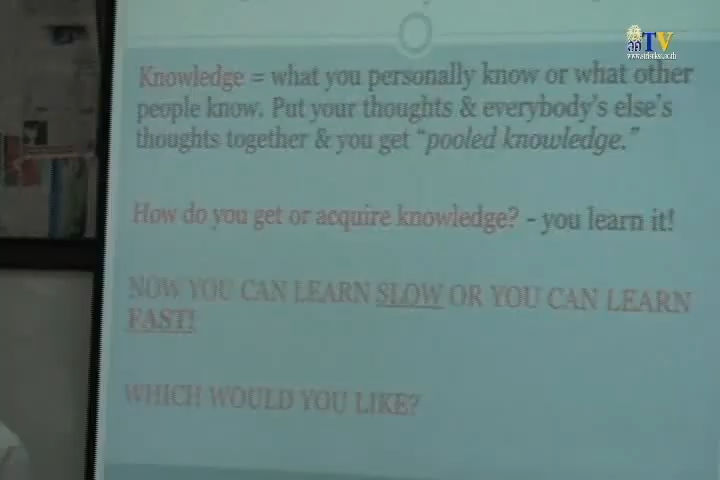 TV
Knowledge = what you personally know or what other
people know. Put your thoughts & everybody's else's
thoughts together & you get "pooled knowledge."
How do you get or acquire knowledge? - you learn it!
NOW YOU CAN LEARN SLOW OR YOU CAN LEARN
FAST!
WHICH WOULD YOU LIKE?